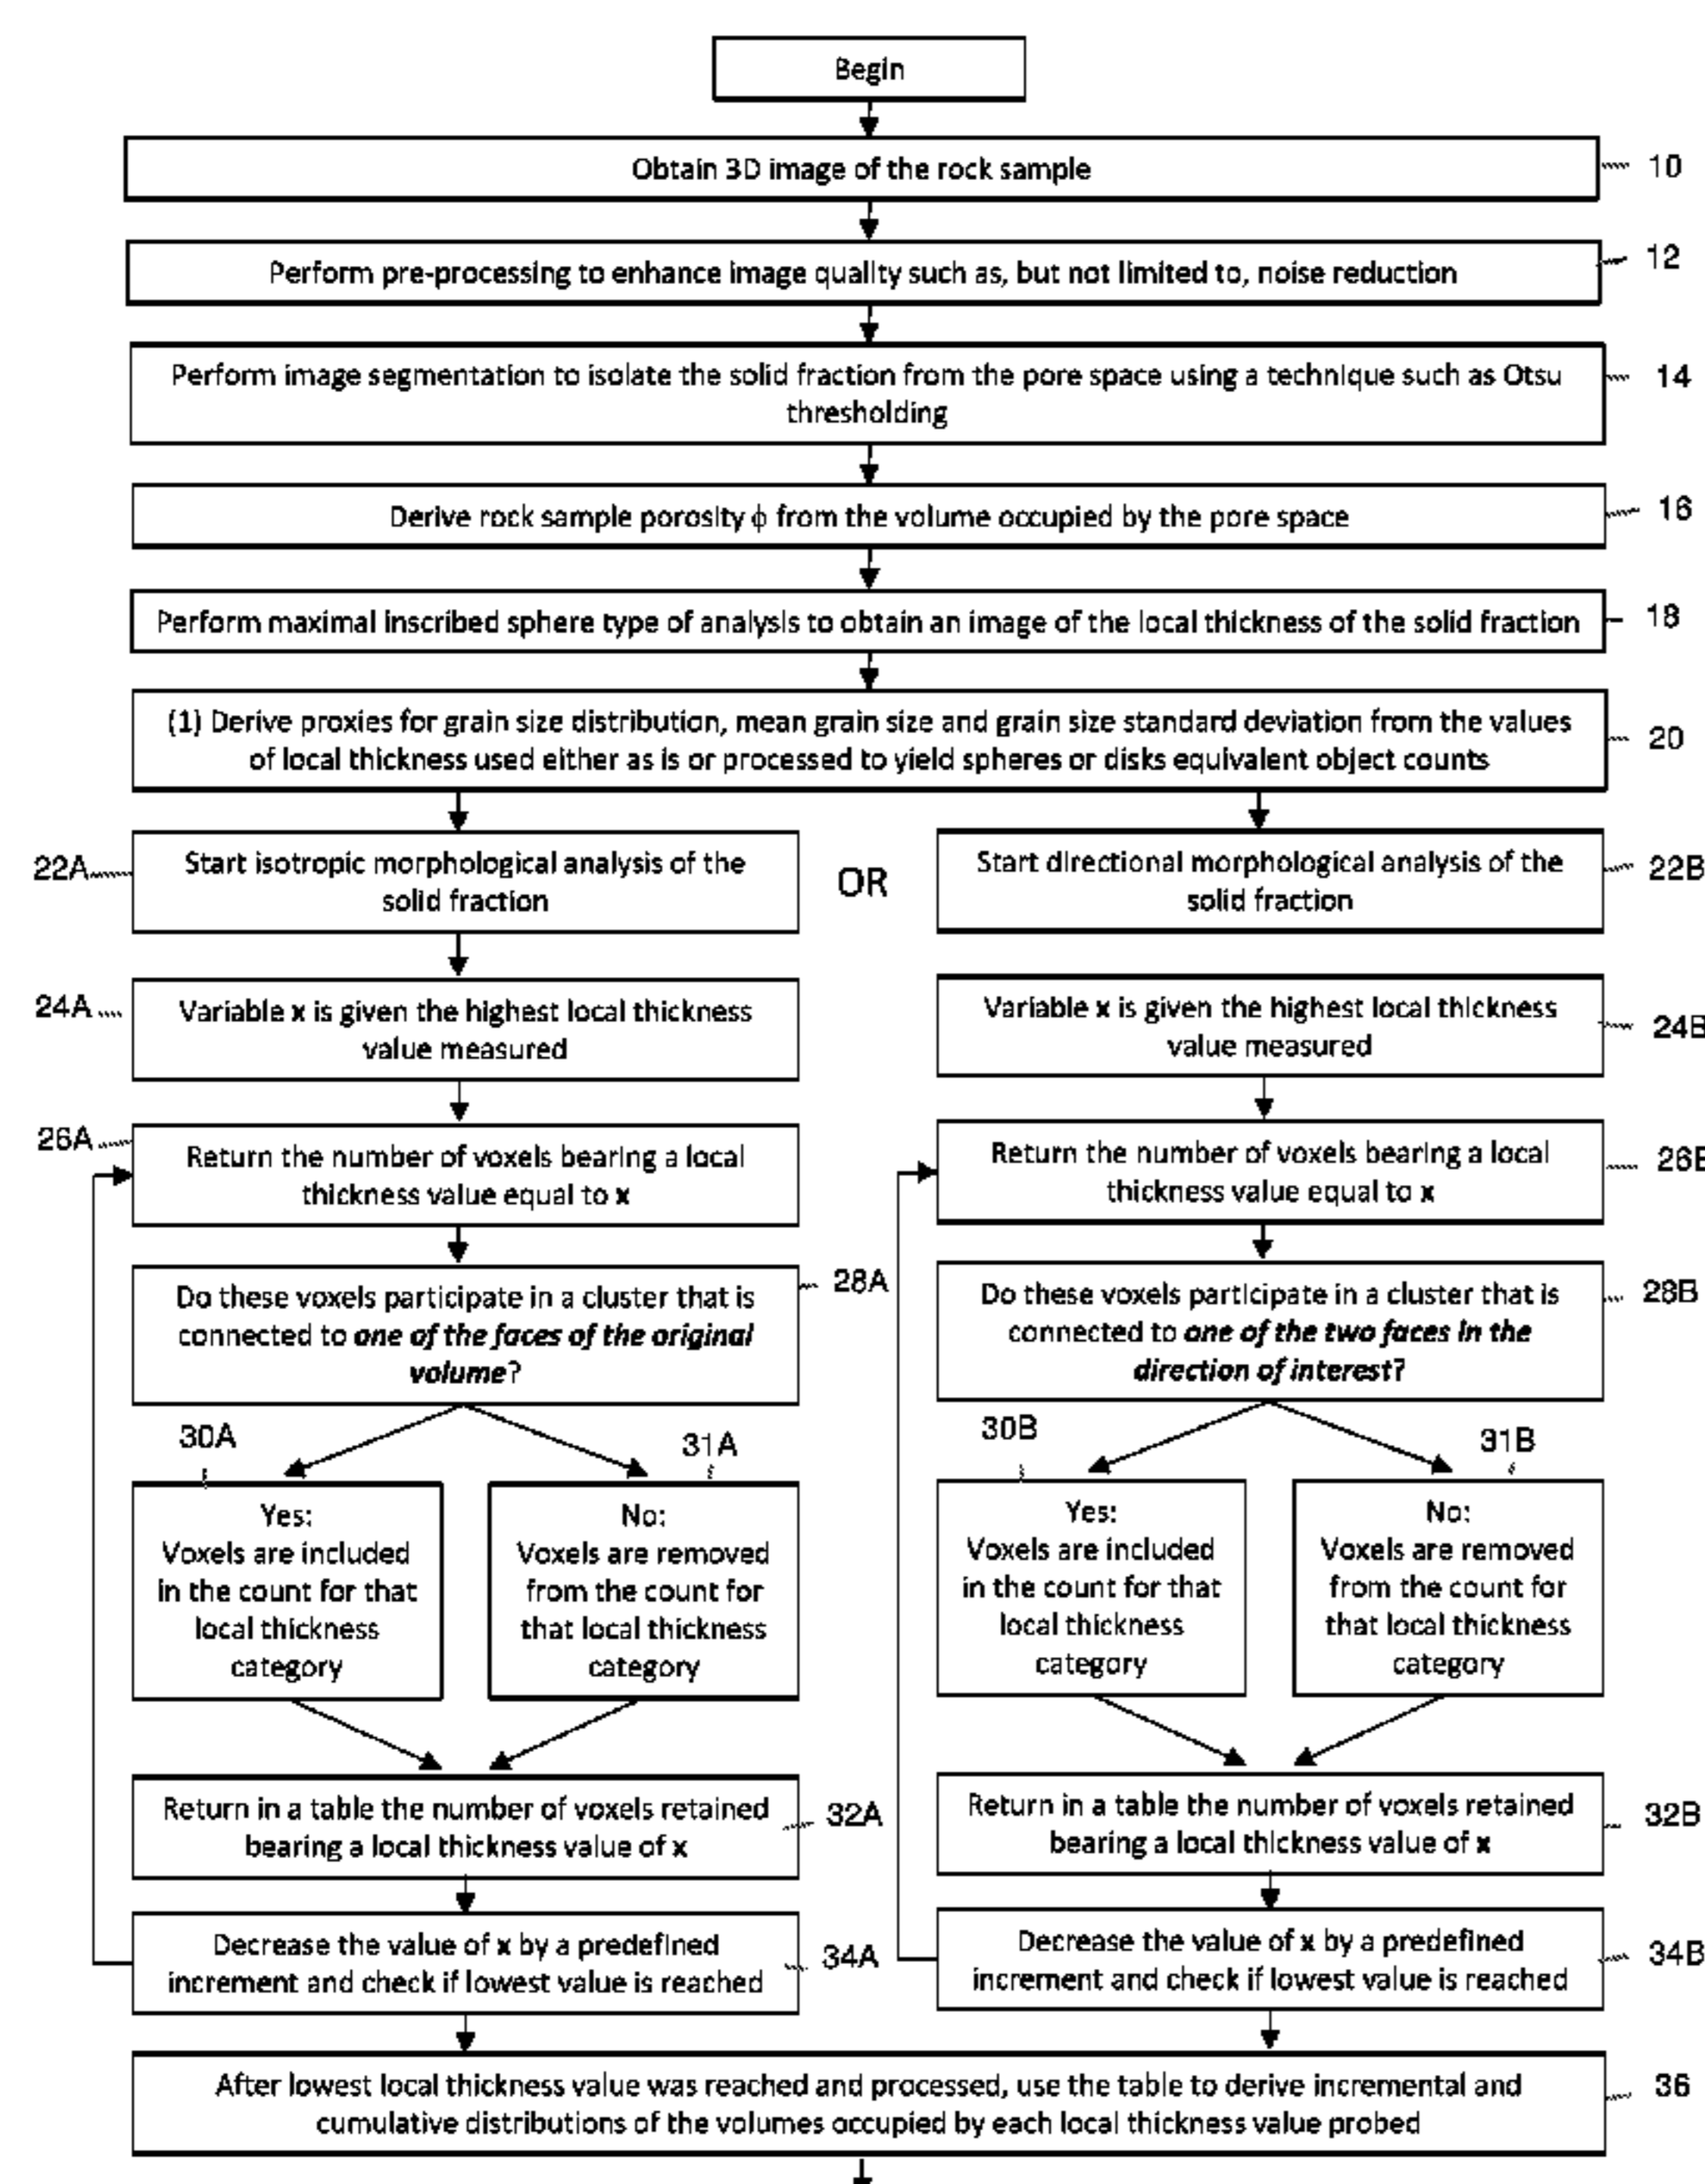 Begin
Obtain 3D image of the rock sample
10
Perform pre-processing to enhance image quality such as, but not limited to, noise reduction
12
Perform image segmentation to isolate the solid fraction from the pore space using a technique such as Otsu
thresholding
14
Derive rock sample porosity ϕ from the volume occupied by the pore space
16
Perform maximal inscribed sphere type of analysis to obtain an image of the local thickness of the solid fraction
18
(1) Derive proxies for grain size distribution, mean grain size and grain size standard deviation from the values
of local thickness used either as is or processed to yield spheres or disks equivalent object counts
20
22A
Start isotropic morphological analysis of the
solid fraction
OR
Start directional morphological analysis of the
solid fraction
22B
24A
Variable x is given the highest local thickness
value measured
Variable x is given the highest local thickness
value measured
24B
26A
Return the number of voxels bearing a local
thickness value equal to x
Return the number of voxels bearing a local
thickness value equal to x
26B
Do these voxels participate in a cluster that is
connected to one of the faces of the original
volume?
28A
Do these voxels participate in a cluster that is
connected to one of the two faces in the
direction of interest?
28B
30A
31A
30B
31B
Yes:
Voxels are included
in the count for that
local thickness
category
No:
Voxels are removed
from the count for
that local thickness
category
Yes:
Voxels are included
in the count for that
local thickness
category
No:
Voxels are removed
from the count for
that local thickness
category
Return in a table the number of voxels retained
bearing a local thickness value of x
32A
Return in a table the number of voxels retained
bearing a local thickness value of x
32B
Decrease the value of x by a predefined
increment and check if lowest value is reached
34A
Decrease the value of x by a predefined
increment and check if lowest value is reached
34B
After lowest local thickness value was reached and processed, use the table to derive incremental and
cumulative distributions of the volumes occupied by each local thickness value probed
36